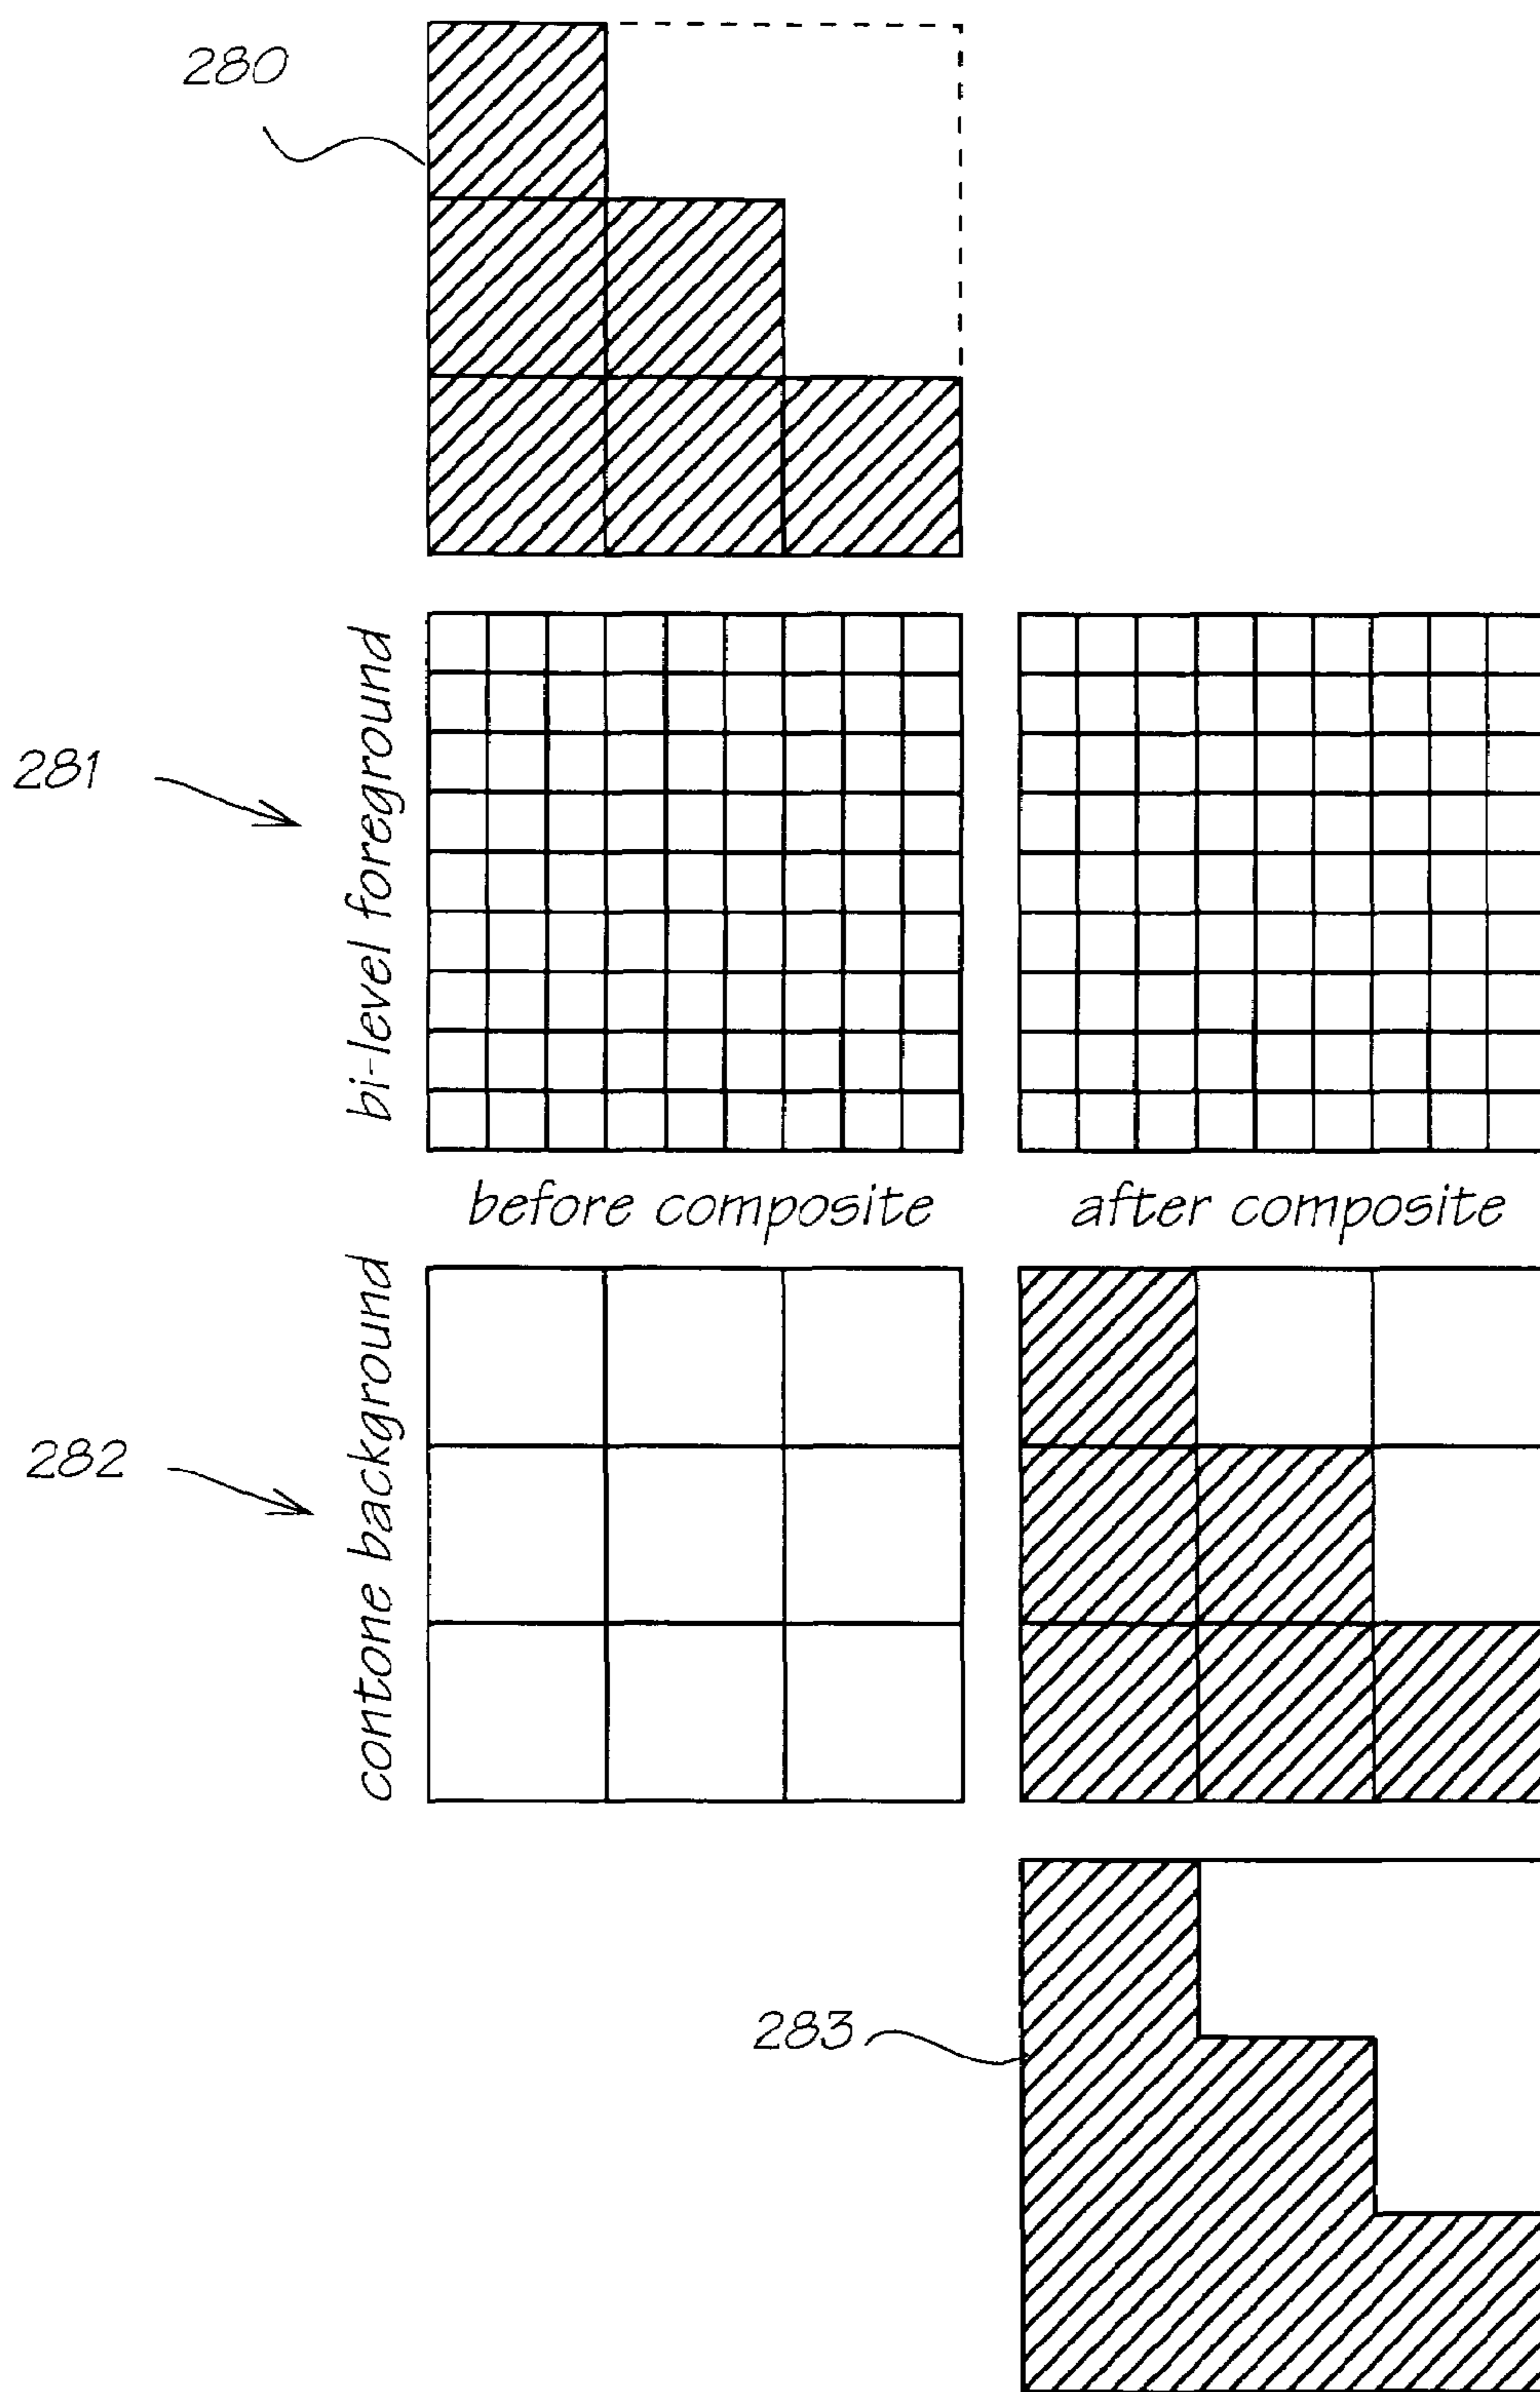 280
281
bi-level foreground
before composite
after composite
282
contone background
283